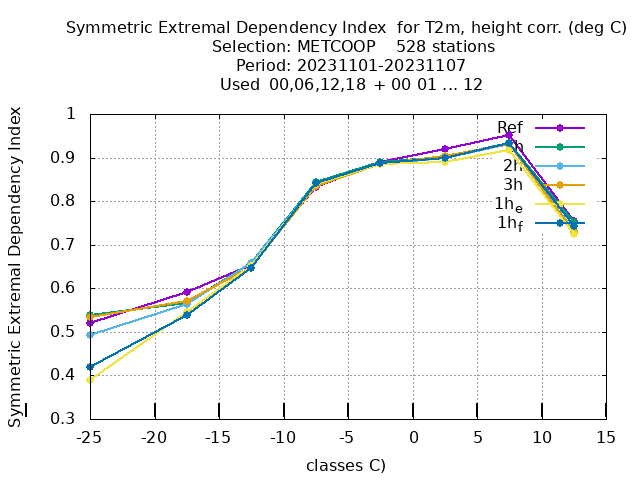 Symmetric Extremal Dependency Index  for T2m, height corr. (deg C)
Selection: METCOOP    528 stations
Period: 20231101-20231107
Used  00,06,12,18  + 00 01 ... 12
Symmetric Extremal Dependency Index
1
0.9
0.8
0.7
0.6
0.5
0.4
0.3
-25
-20
-15
-10
-5
0
5
10
15
classes C)
Ref
h
2h
3h
1he
1hf